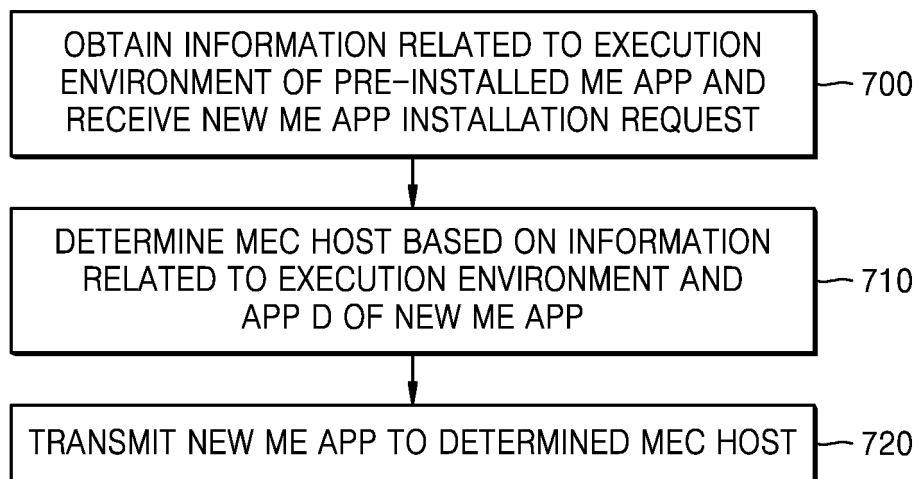 OBTAIN INFORMATION RELATED TO EXECUTION
ENVIRONMENT OF PRE-INSTALLED ME APP AND
RECEIVE NEW ME APP INSTALLATION REQUEST
700
DETERMINE MEC HOST BASED ON INFORMATION
RELATED TO EXECUTION ENVIRONMENT AND
APP D OF NEW ME APP
710
TRANSMIT NEW ME APP TO DETERMINED MEC HOST
720